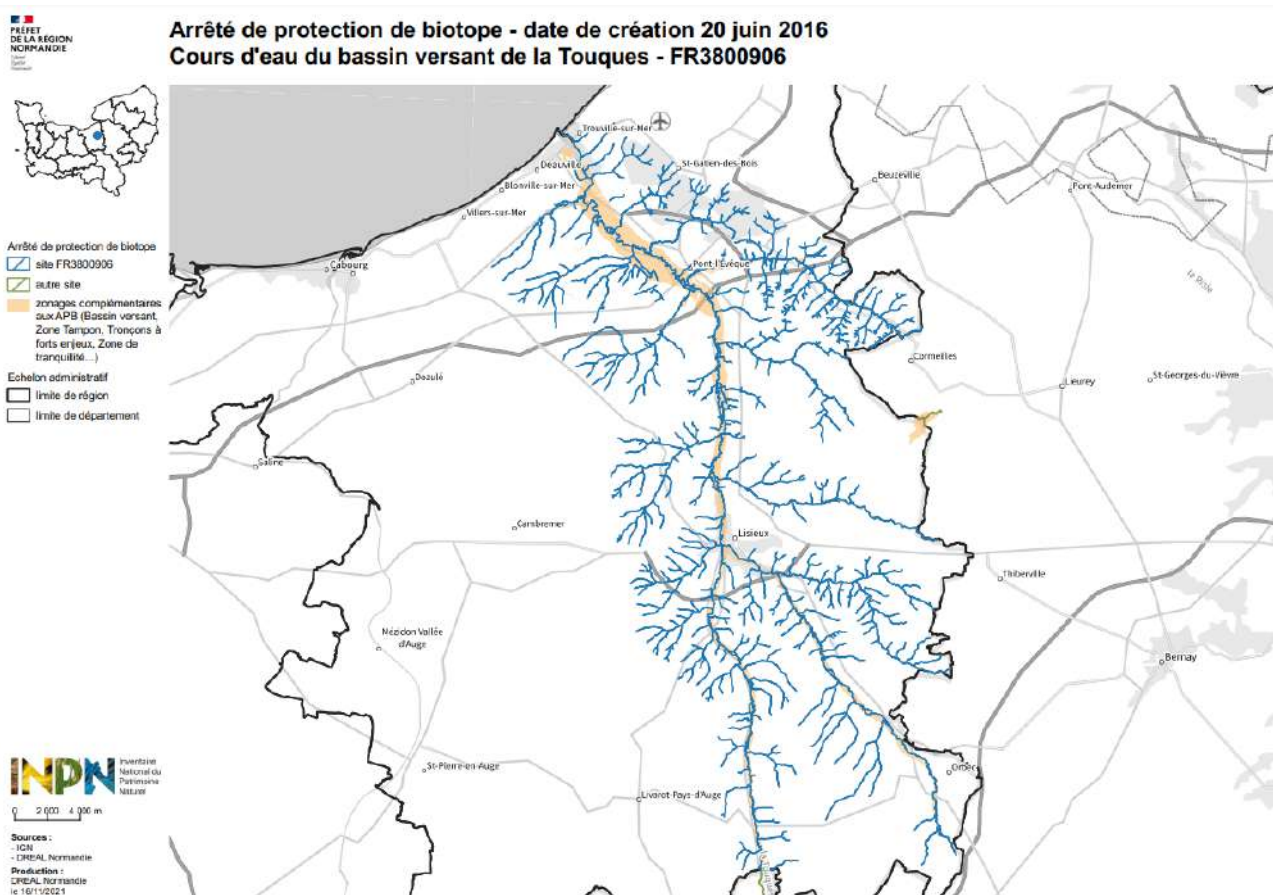 PRÉFET
DE LA RÉGION
NORMANDIE
Arrêté de protection de biotope - date de création 20 juin 2016
Cours d'eau du bassin versant de la Touques - FR3800906
Arrêté de protection de biotope
site FR3800906
autre site
zonages complémentaires
aux APB (Bassin versant,
Zone Tampon, Tronçons à
forts enjeux, Zone de
tranquilité...)
Echelon administratif
limite de région
limite de département
Trouville-sur-Mer
Deauville
St-Gatien-des-Bois
Blonville-sur-Mer
Beuzeville
Pont-Audemer
Villers-sur-Mer
Cabourg
Pont-l'Évêque
la Risle
Cormeilles
Dozulé
Lieurey
St-Georges-du-Vièvre
Cambremer
Lisieux
Thiberville
Mézidon Vallée
d'Auge
Bernay
St-Pierre-en-Auge
Orbec
Livarot-Pays-d'Auge
INPN
Inventaire
National du
Patrimoine
Naturel
0 2 000 4 000 m
Sources :
- IGN
- DREAL Normandie
Production :
DREAL Normandie
le 16/11/2021